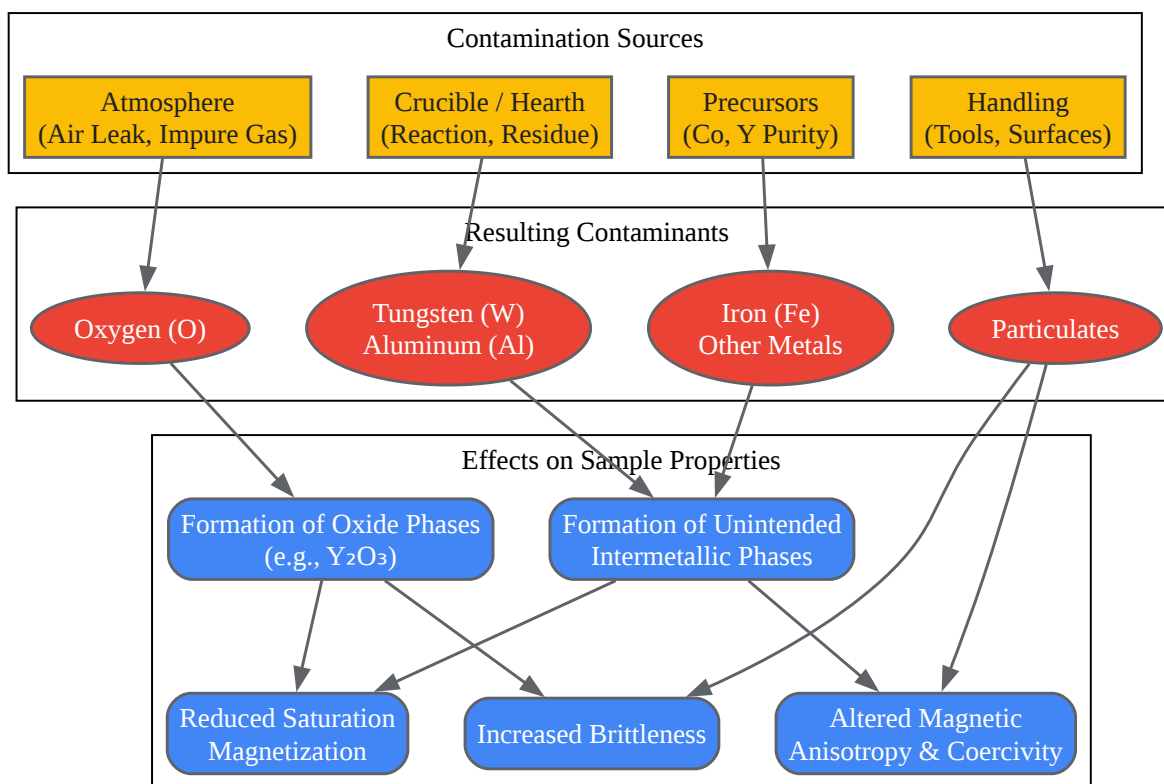 Contamination Sources
Atmosphere
(Air Leak, Impure Gas)
Crucible / Hearth
(Reaction, Residue)
Precursors
(Co, Y Purity)
Handling
(Tools, Surfaces)
Resulting Contaminants
Oxygen (O)
Tungsten (W)
Aluminum (Al)
Iron (Fe)
Other Metals
Particulates
Effects on Sample Properties
Formation of Oxide Phases
(e.g., Y₂O₃)
Formation of Unintended
Intermetallic Phases
Reduced Saturation
Magnetization
Increased Brittleness
Altered Magnetic
Anisotropy & Coercivity